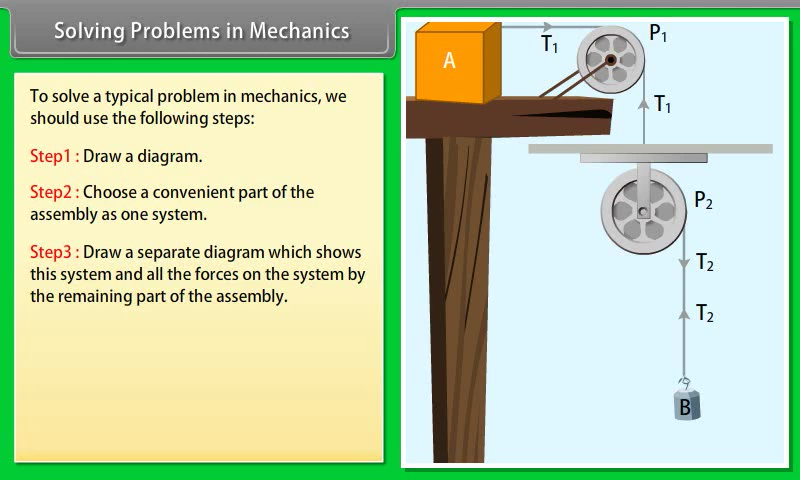 Solving Problems in Mechanics
To solve a typical problem in mechanics, we
should use the following steps:
Step1 : Draw a diagram.
Step2 : Choose a convenient part of the
assembly as one system.
Step3 : Draw a separate diagram which shows
this system and all the forces on the system by
the remaining part of the assembly.
A
T₁
P₁
T₁
P₂
T₂
T₂
B